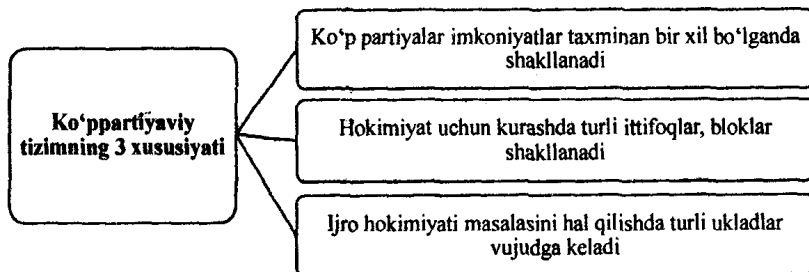 Ko‘ppartiyaviy
tizimning 3 xususiyati
Ko‘p partiyalar imkoniyatlar taxminan bir xil bo‘lganda
shakllanadi
Hokimiyat uchun kurashda turli ittifoqlar, bloklar
shakllanadi
Ijro hokimiyati masalasini hal qilishda turli ukladlar
vujudga keladi